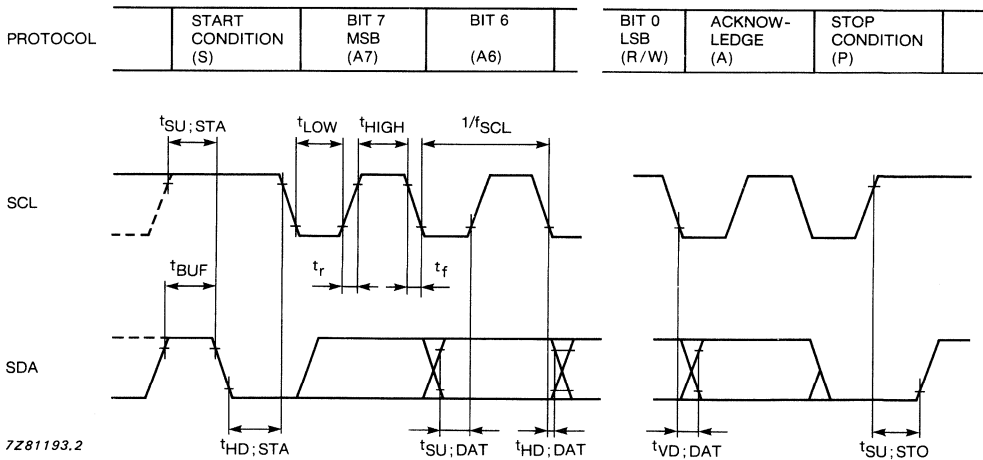 PROTOCOL
START
CONDITION
(S)
BIT 7
MSB
(A7)
BIT 6
(A6)
BIT 0
LSB
(R/W)
ACKNOW-
LEDGE
(A)
STOP
CONDITION
(P)
tSU;STA
tLOW
tHIGH
1/fSCL
SCL
tBUF
tr
tf
SDA
tHD;STA
tSU;DAT
tHD;DAT
tVD;DAT
tSU;STO
7Z81193.2